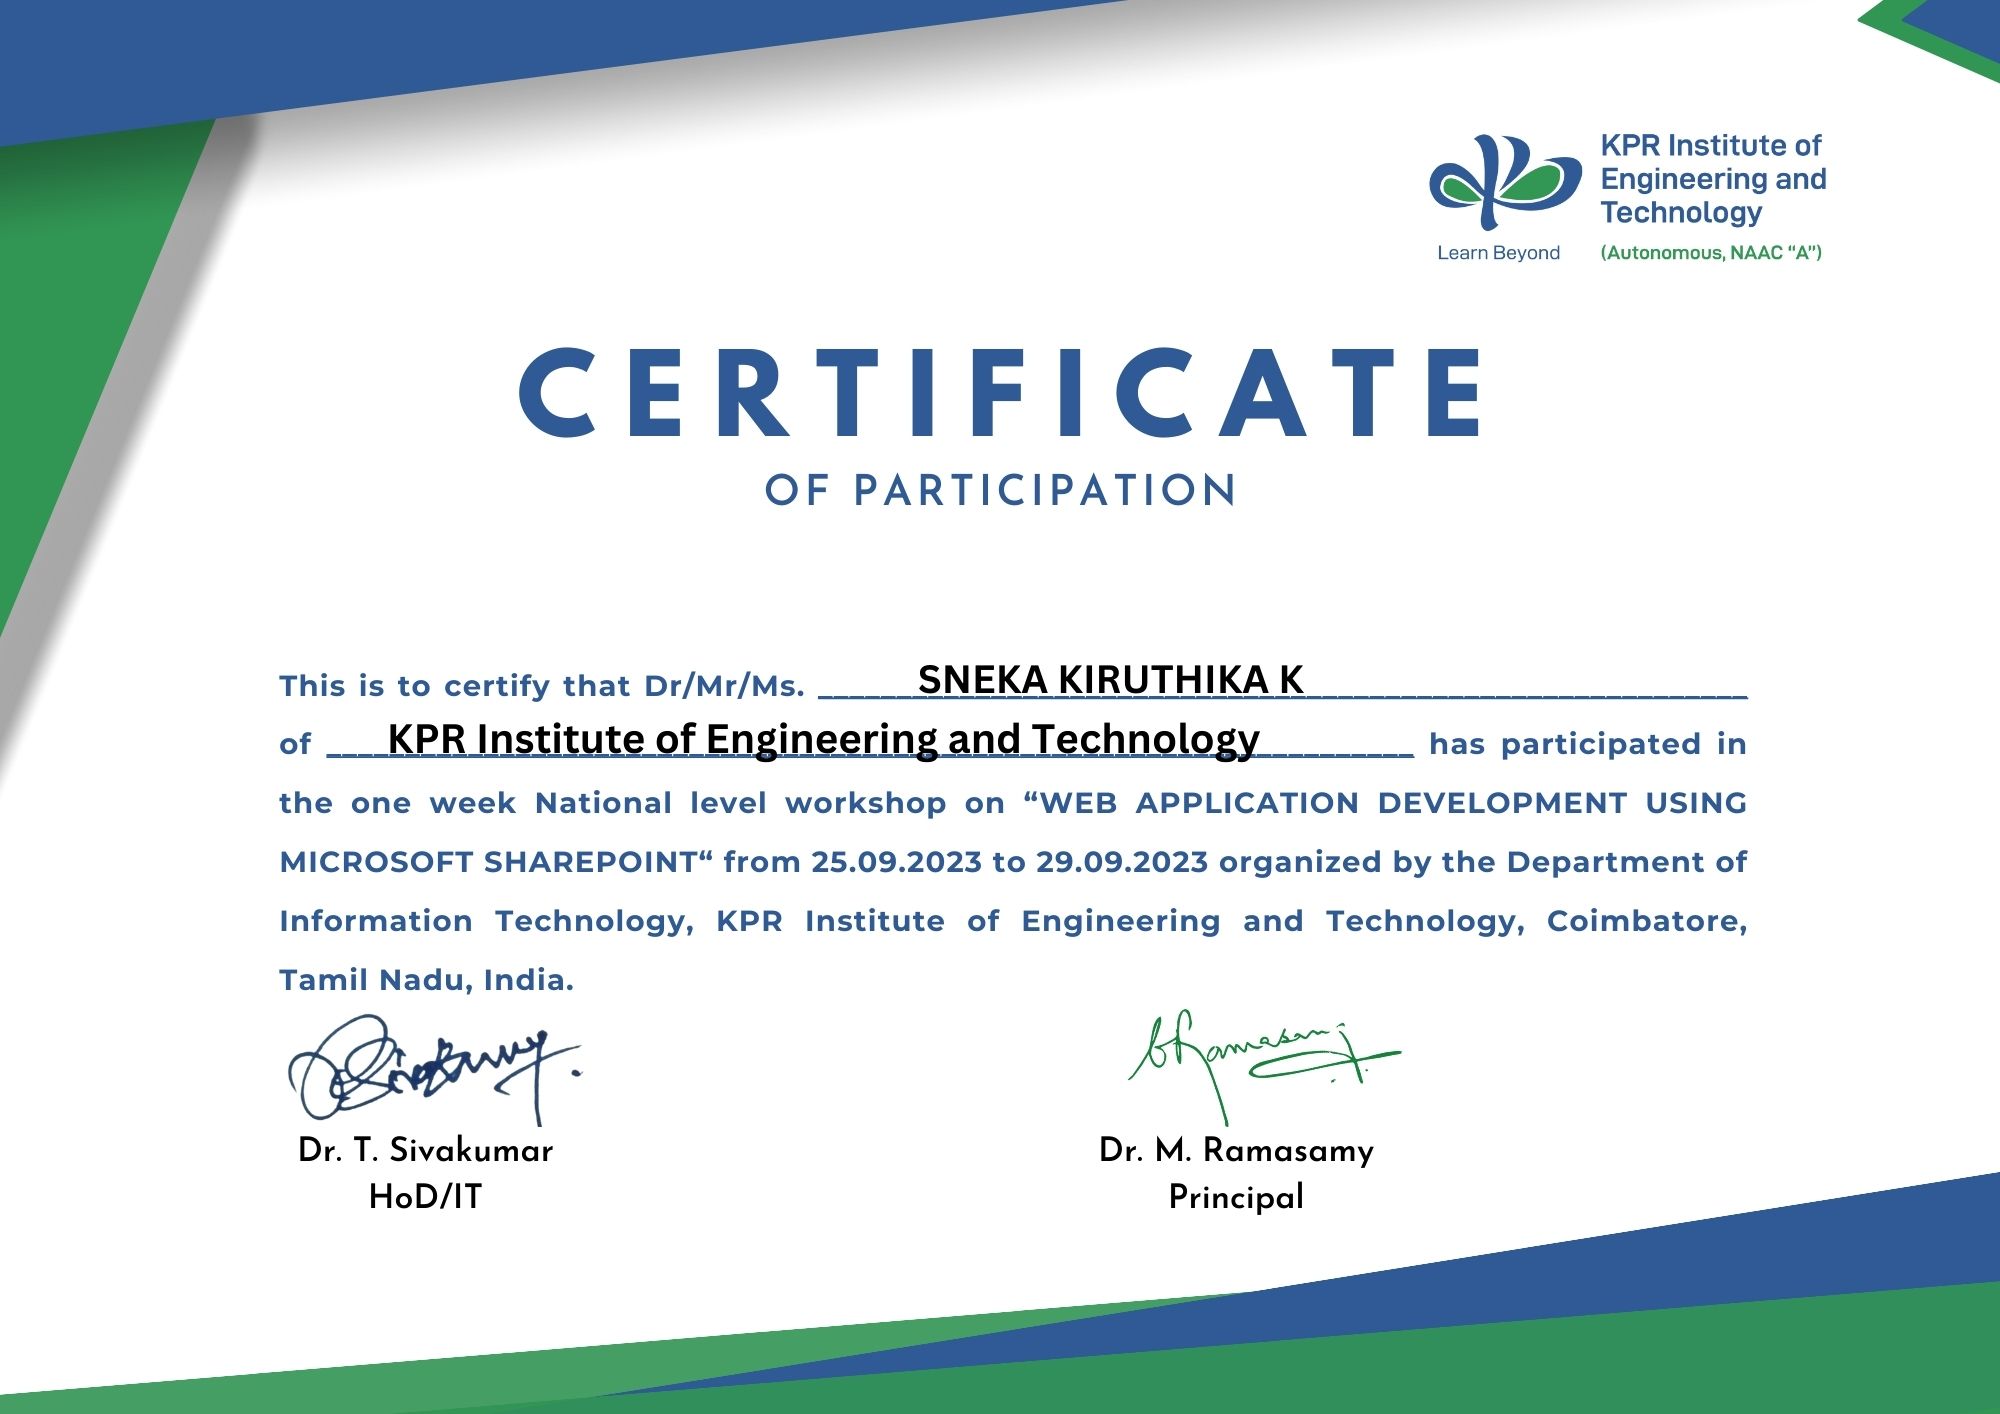 KPR Institute of
Engineering and
Technology
Learn Beyond
(Autonomous, NAAC “A”)
CERTIFICATE
OF PARTICIPATION
This is to certify that Dr/Mr/Ms. SNEKA KIRUTHIKA K
of KPR Institute of Engineering and Technology has participated in
the one week National level workshop on “WEB APPLICATION DEVELOPMENT USING
MICROSOFT SHAREPOINT“ from 25.09.2023 to 29.09.2023 organized by the Department of
Information Technology, KPR Institute of Engineering and Technology, Coimbatore,
Tamil Nadu, India.
Dr. T. Sivakumar
HoD/IT
Dr. M. Ramasamy
Principal